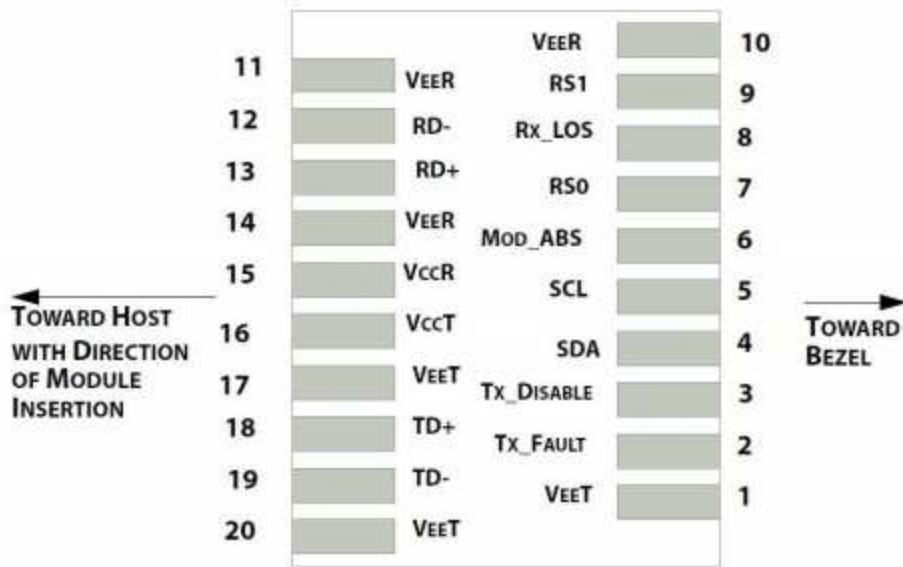 VEER 10
11 VEER
RS1 9
12 RD-
RX_LOS 8
13 RD+
RS0 7
14 VEER
MOD_ABS 6
15 VCCR
SCL 5
16 VCCT
SDA 4
17 VEET
TX_DISABLE 3
18 TD+
TX_FAULT 2
19 TD-
VEET 1
20 VEET
TOWARD HOST
WITH DIRECTION
OF MODULE
INSERTION
TOWARD
BEZEL